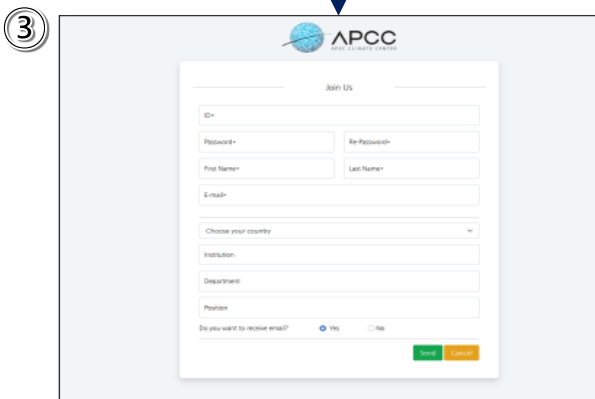 3
APCC
APEC CLIMATE CENTER
Join Us
ID*
Password* Re-Password*
First Name* Last Name*
E-mail*
Choose your country
Institution
Department
Position
Do you want to receive email? Yes No
Send Cancel